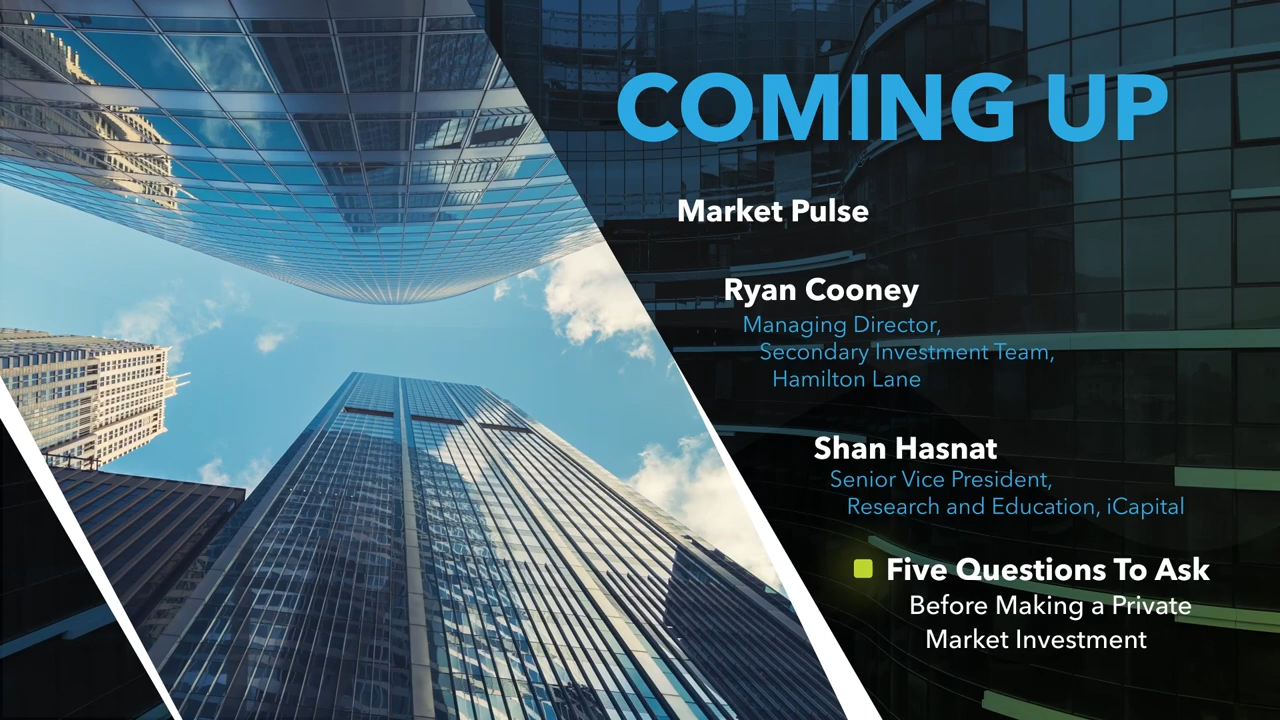 COMING UP
Market Pulse
Ryan Cooney
Managing Director,
Secondary Investment Team,
Hamilton Lane
Shan Hasnat
Senior Vice President,
Research and Education, iCapital
Five Questions To Ask
Before Making a Private
Market Investment